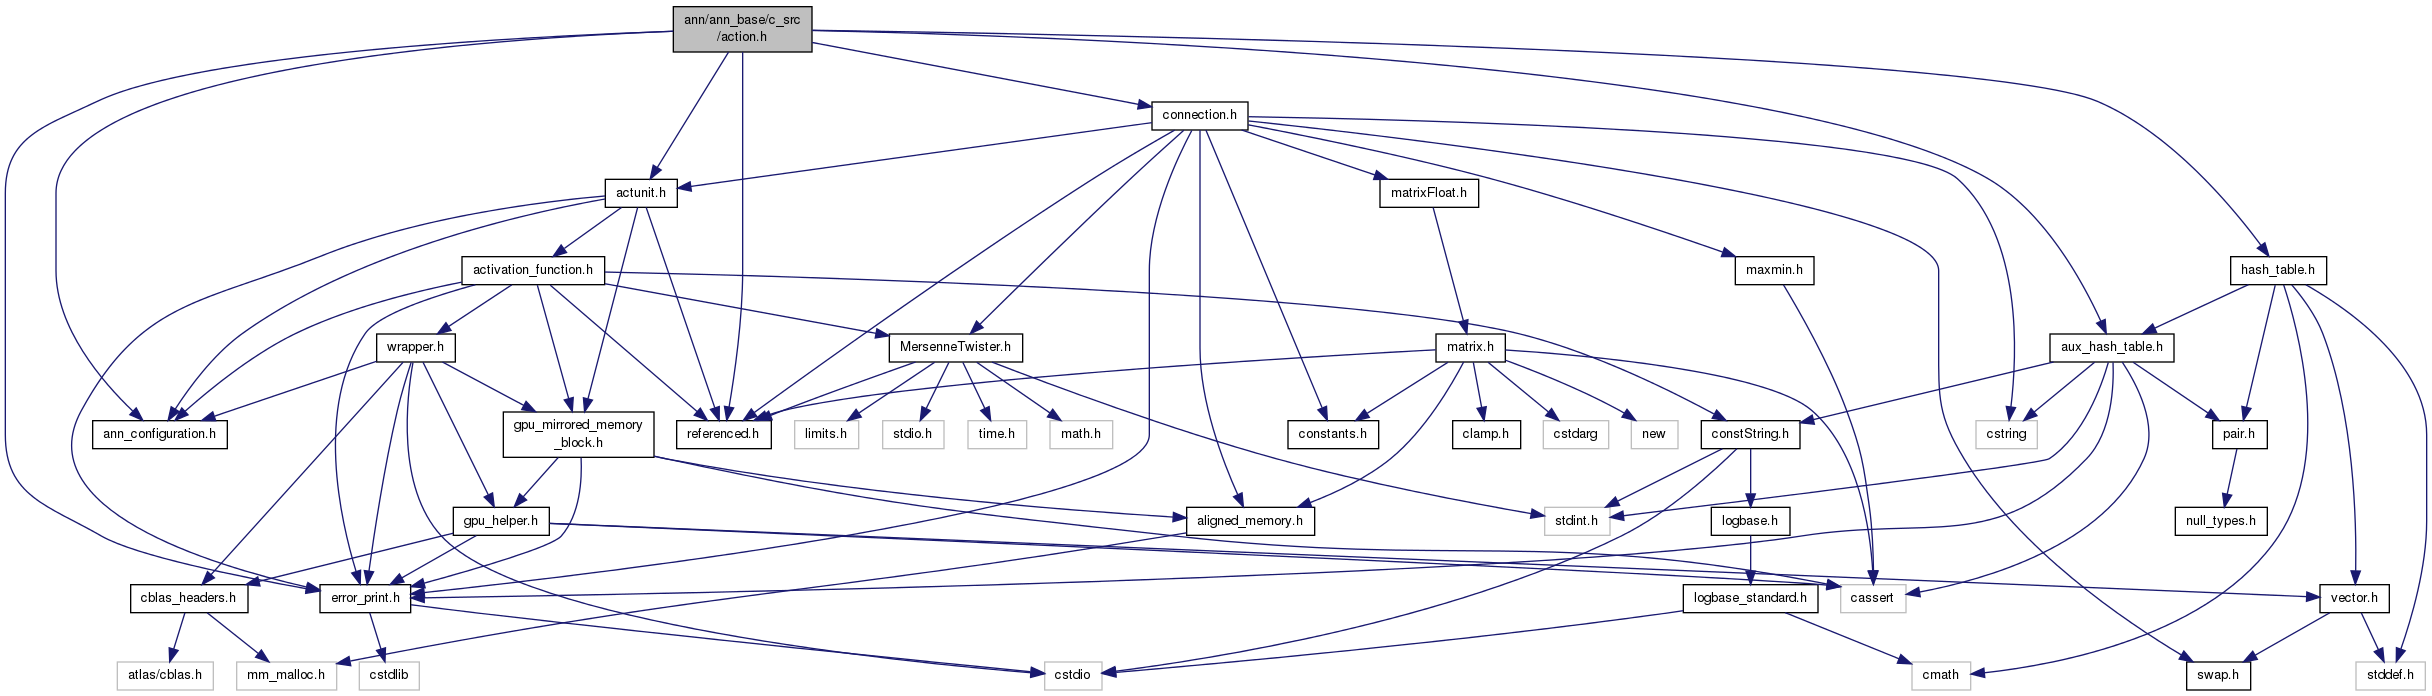 ann/ann_base/c_src
/action.h
connection.h
actunit.h
matrixFloat.h
activation_function.h
maxmin.h
hash_table.h
wrapper.h
MersenneTwister.h
matrix.h
aux_hash_table.h
ann_configuration.h
gpu_mirrored_memory
_block.h
referenced.h
limits.h
stdio.h
time.h
math.h
constants.h
clamp.h
cstdarg
new
constString.h
cstring
pair.h
gpu_helper.h
aligned_memory.h
stdint.h
logbase.h
null_types.h
cblas_headers.h
error_print.h
logbase_standard.h
cassert
vector.h
atlas/cblas.h
mm_malloc.h
cstdlib
cstdio
cmath
swap.h
stddef.h